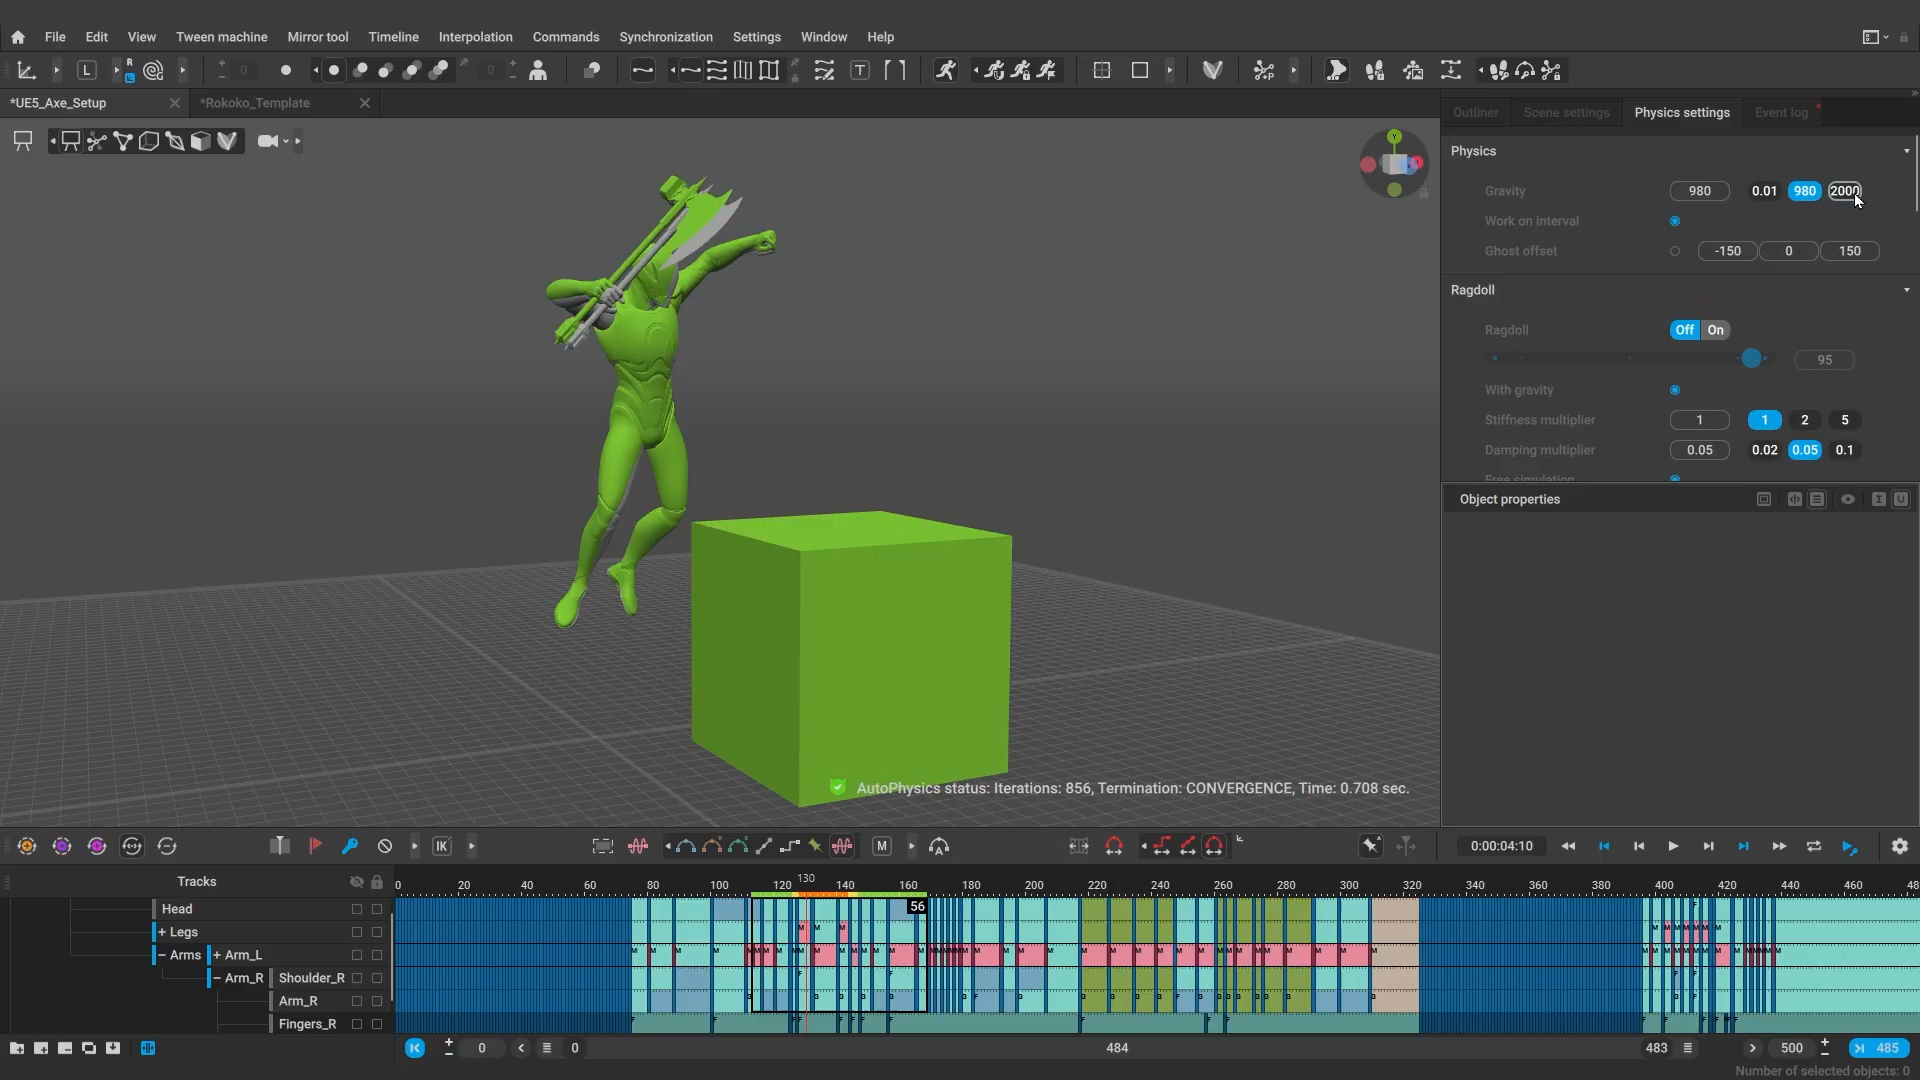 File Edit View Tween machine Mirror tool Timeline Interpolation Commands Synchronization Settings Window Help
L R L 0 0 T P
*UE5_Axe_Setup *Rokoko_Template
Outliner Scene settings Physics settings Event log
Physics
Gravity 980 0.01 980 2000
Work on interval
Ghost offset -150 0 150
Ragdoll
Ragdoll Off On
95
With gravity
Stiffness multiplier 1 1 2 5
Damping multiplier 0.05 0.02 0.05 0.1
Free simulation
Object properties
Y
AutoPhysics status: Iterations: 856, Termination: CONVERGENCE, Time: 0.708 sec.
IK M 0:00:04:10
Tracks
0 20 40 60 80 100 120 130 140 160 180 200 220 240 260 280 300 320 340 360 380 400 420 440 460 48
56
Head
+ Legs
− Arms + Arm_L
− Arm_R Shoulder_R
Arm_R
Fingers_R
0 0 484 483 500 485
Number of selected objects: 0